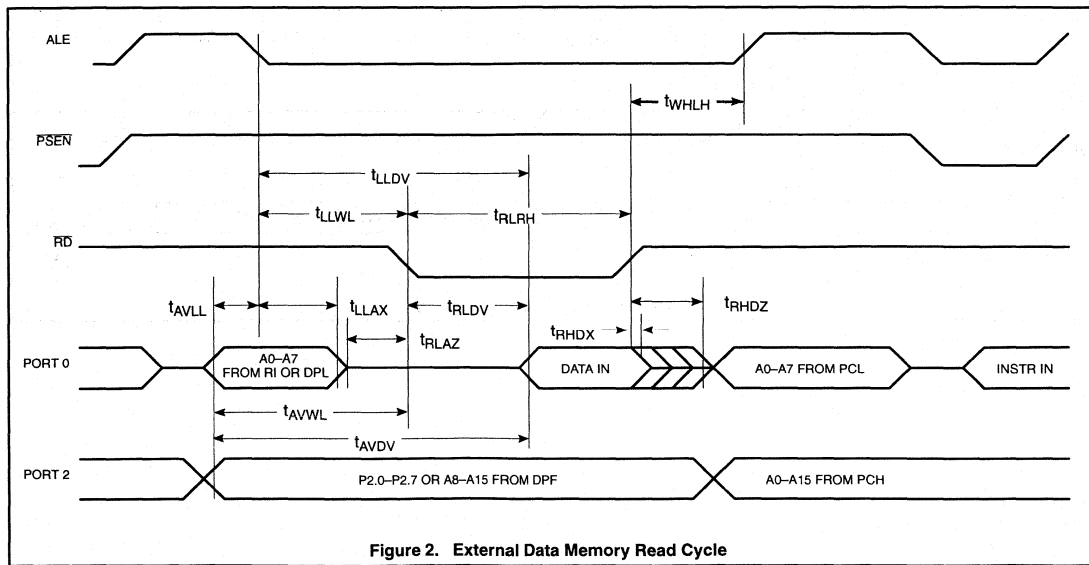 ALE
tWHLH
PSEN
tLLDV
tLLWL
tRLRH
RD
tAVLL
tLLAX
tRLDV
tRHDZ
tRLAZ
tRHDX
PORT 0
A0–A7
FROM RI OR DPL
DATA IN
A0–A7 FROM PCL
INSTR IN
tAVWL
tAVDV
PORT 2
P2.0–P2.7 OR A8–A15 FROM DPF
A0–A15 FROM PCH
Figure 2. External Data Memory Read Cycle